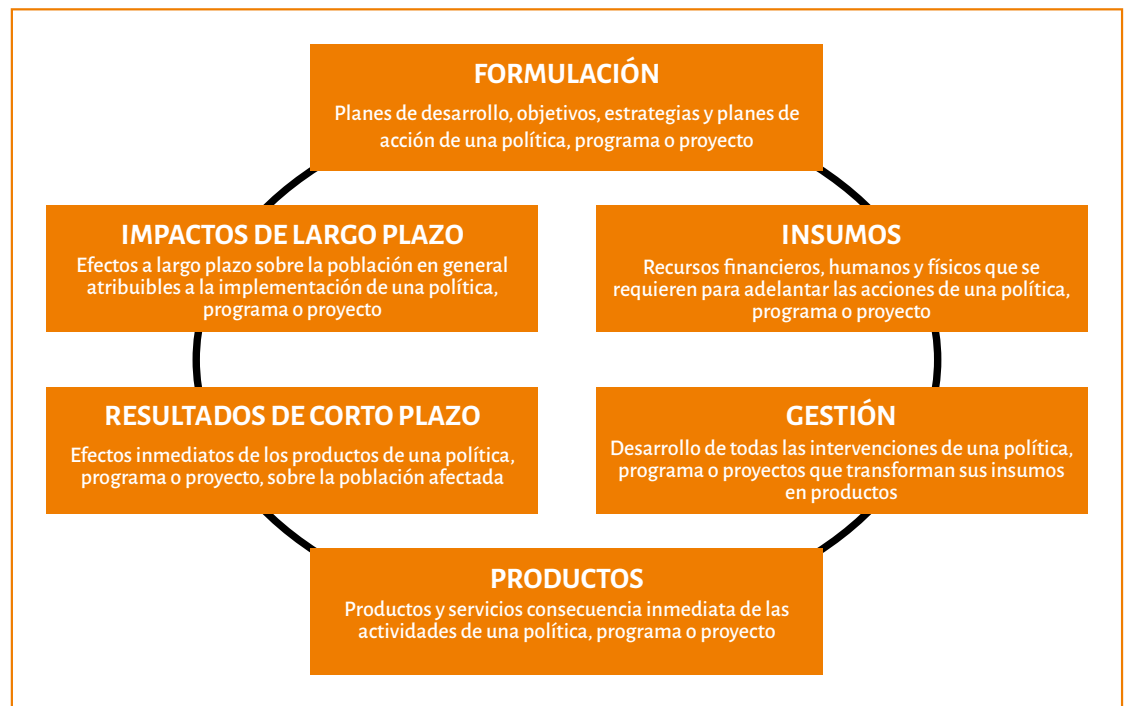 FORMULACIÓN
Planes de desarrollo, objetivos, estrategias y planes de
acción de una política, programa o proyecto
IMPACTOS DE LARGO PLAZO
Efectos a largo plazo sobre la población en general
atribuibles a la implementación de una política,
programa o proyecto
INSUMOS
Recursos financieros, humanos y físicos que se
requieren para adelantar las acciones de una política,
programa o proyecto
RESULTADOS DE CORTO PLAZO
Efectos inmediatos de los productos de una política,
programa o proyecto, sobre la población afectada
GESTIÓN
Desarrollo de todas las intervenciones de una política,
programa o proyectos que transforman sus insumos
en productos
PRODUCTOS
Productos y servicios consecuencia inmediata de las
actividades de una política, programa o proyecto